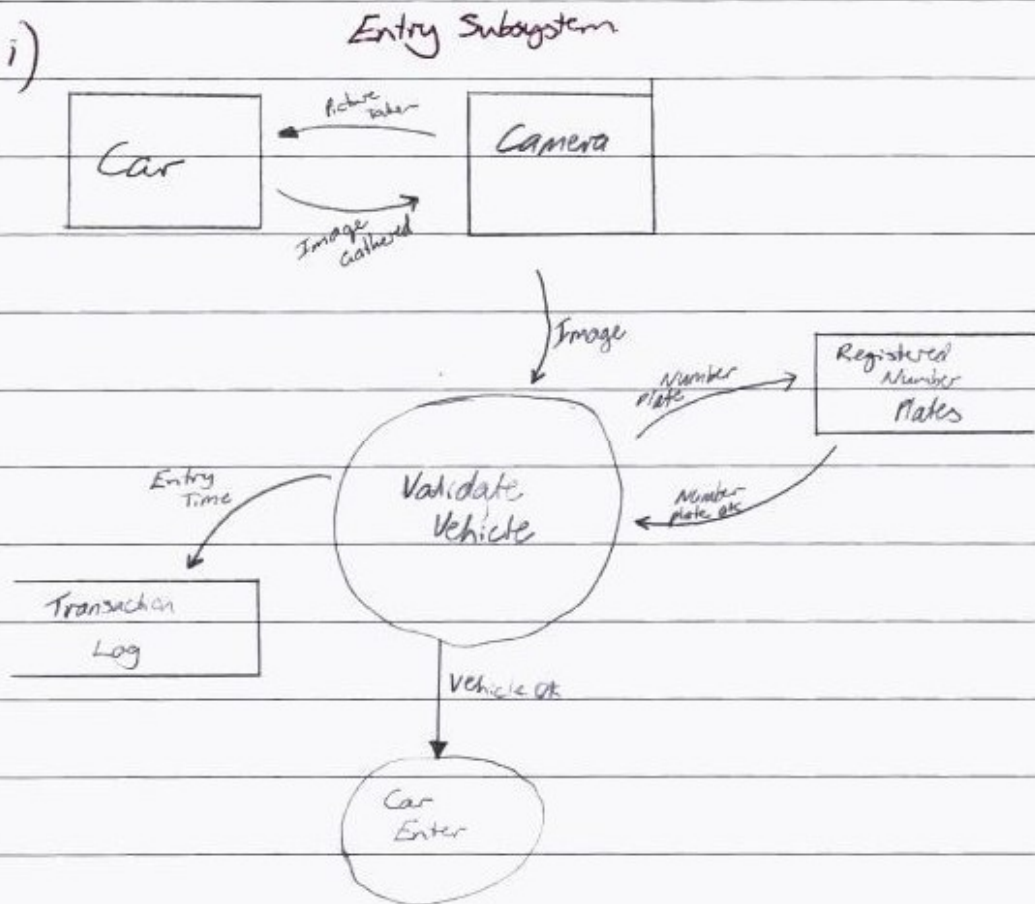 i)
Entry Subsystem
Car
Picture
Taken
Camera
Image
Gathered
Image
Number
plate
Registered
Number
Plates
Entry
Time
Validate
Vehicle
Number
plate ok
Transaction
Log
Vehicle ok
Car
Enter